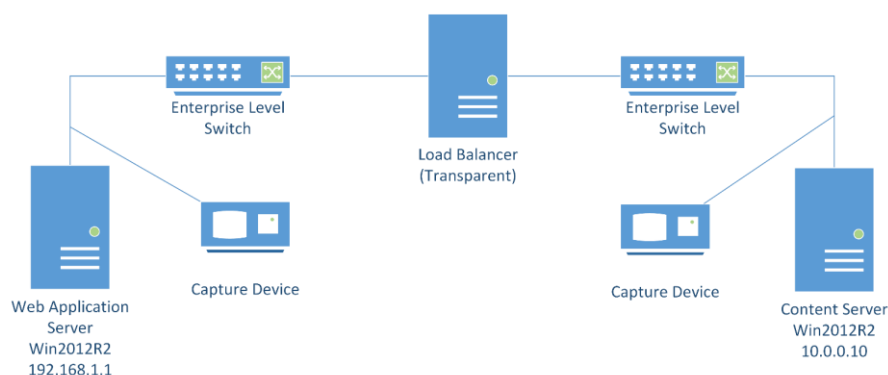 Enterprise Level
Switch
Load Balancer
(Transparent)
Enterprise Level
Switch
Web Application
Server
Win2012R2
192.168.1.1
Capture Device
Capture Device
Content Server
Win2012R2
10.0.0.10